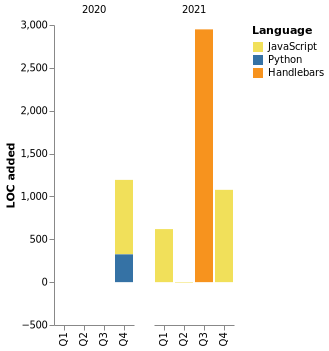 2020 2021
Language
JavaScript
Python
Handlebars
LOC added
3,000
2,500
2,000
1,500
1,000
500
0
−500
Q1 Q2 Q3 Q4 Q1 Q2 Q3 Q4